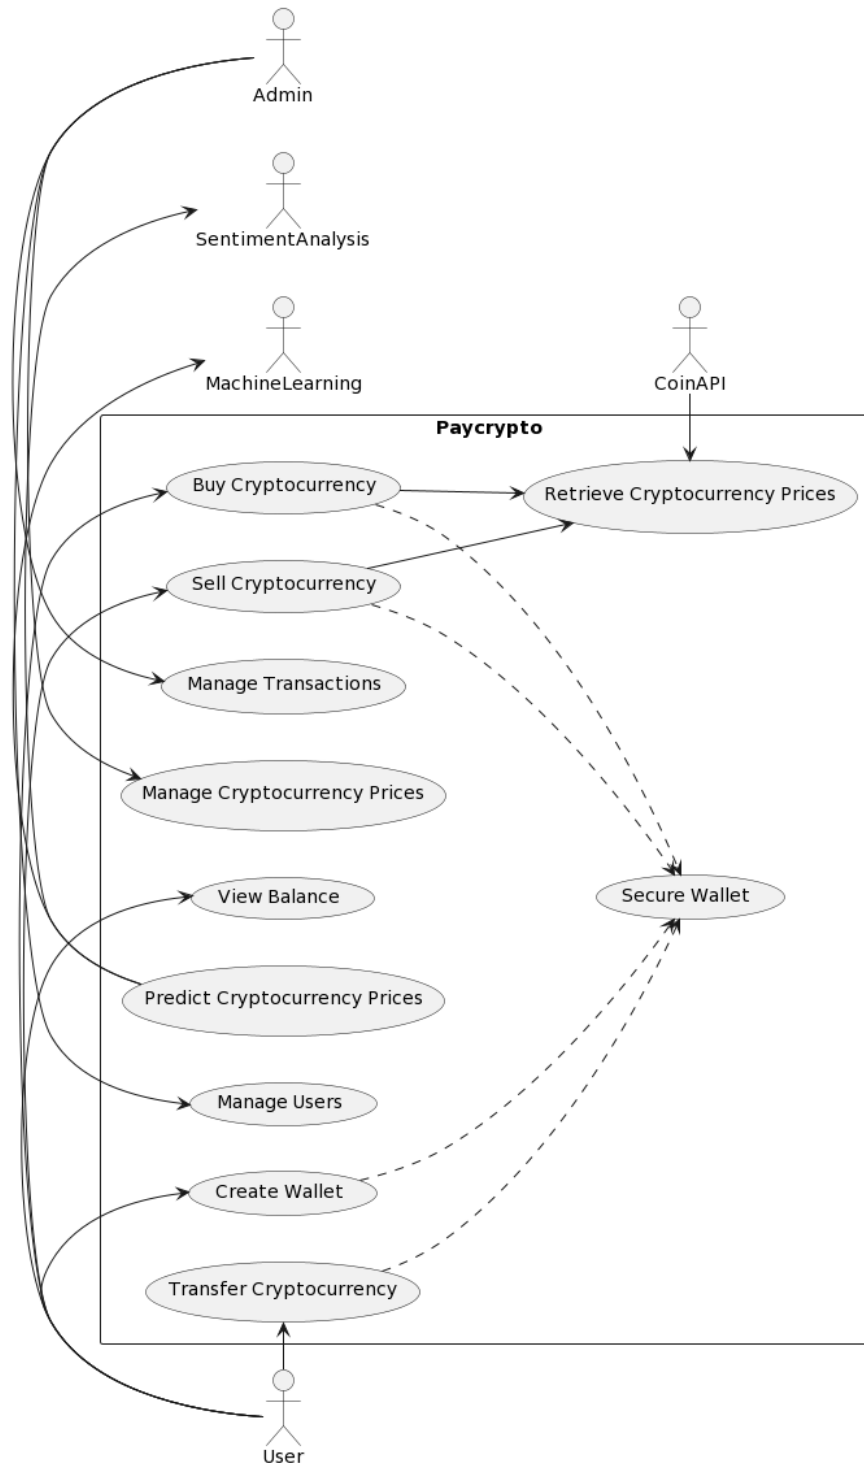 Admin
SentimentAnalysis
MachineLearning
CoinAPI
Paycrypto
Buy Cryptocurrency
Retrieve Cryptocurrency Prices
Sell Cryptocurrency
Manage Transactions
Manage Cryptocurrency Prices
View Balance
Secure Wallet
Predict Cryptocurrency Prices
Manage Users
Create Wallet
Transfer Cryptocurrency
User